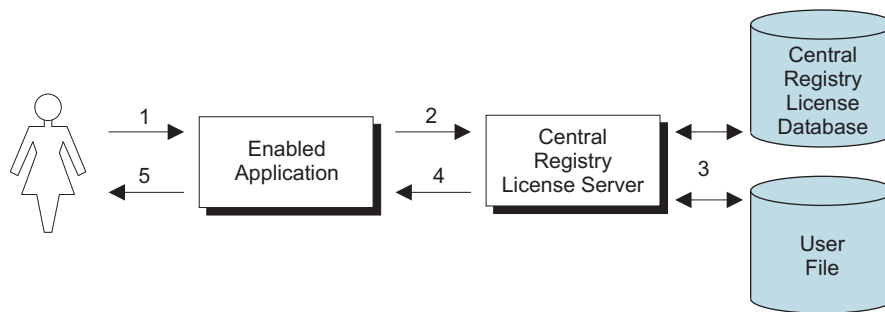 1
2
5
4
3
Enabled
Application
Central
Registry
License Server
Central
Registry
License
Database
User
File